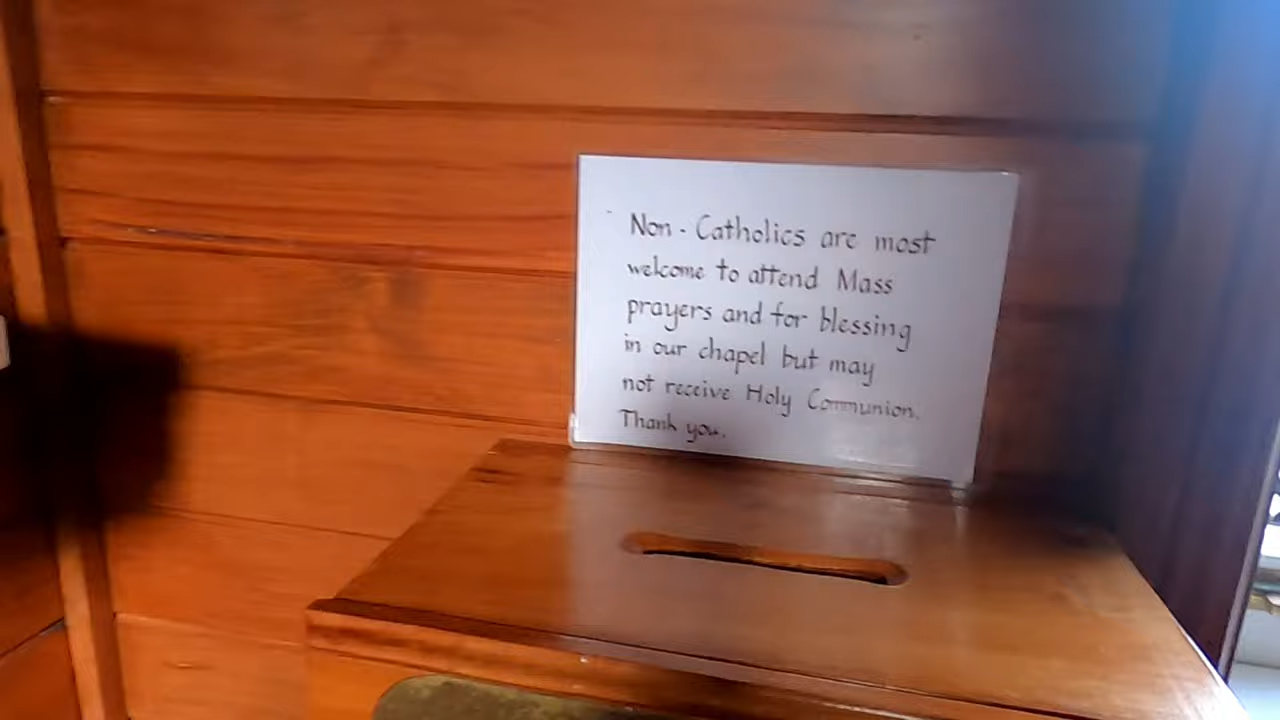 Non - Catholics are most
welcome to attend Mass
prayers and for blessing
in our chapel but may
not receive Holy Communion.
Thank you.